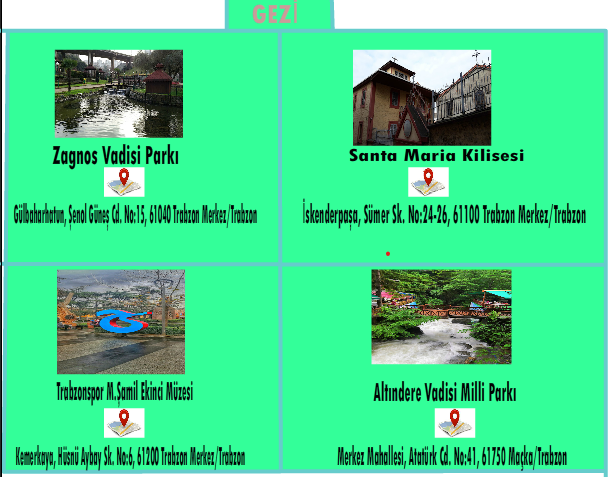 GEZİ
Zagnos Vadisi Parkı
Gülbaharhatun, Şenol Güneş Cd. No:15, 61040 Trabzon Merkez/Trabzon
Santa Maria Kilisesi
İskenderpaşa, Sümer Sk. No:24-26, 61100 Trabzon Merkez/Trabzon
Trabzonspor M.Şamil Ekinci Müzesi
Kemerkaya, Hüsnü Aybay Sk. No:6, 61200 Trabzon Merkez/Trabzon
Altındere Vadisi Milli Parkı
Merkez Mahallesi, Atatürk Cd. No:41, 61750 Maçka/Trabzon